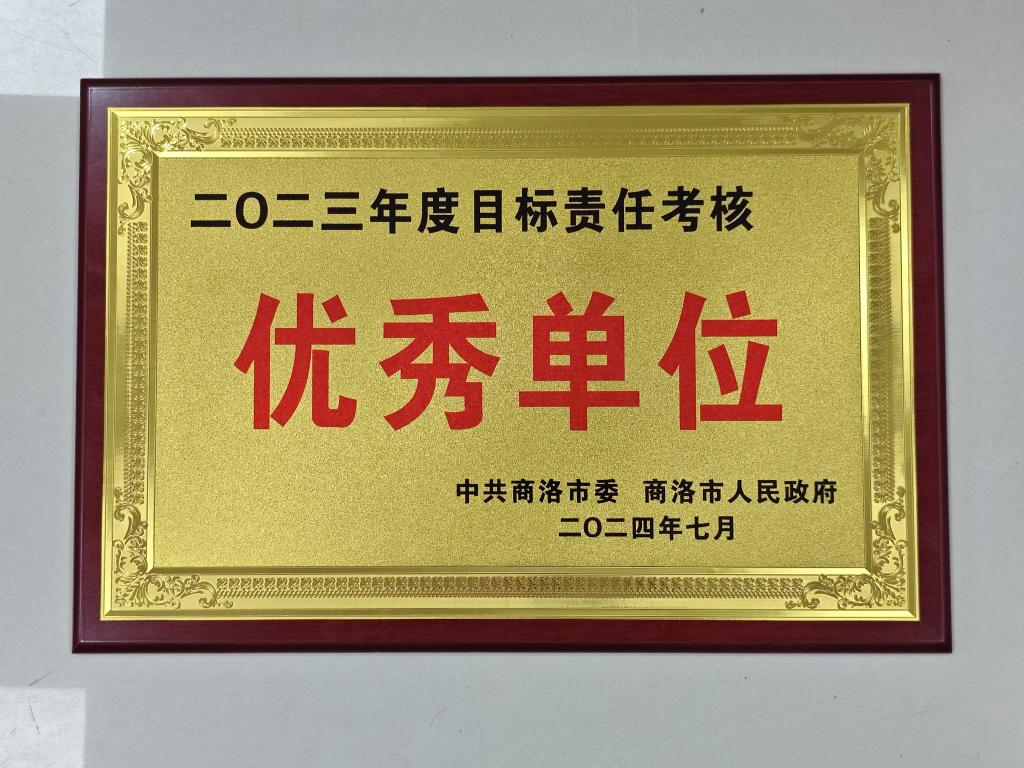 二〇二三年度目标责任考核
优秀单位
中共商洛市委 商洛市人民政府
二〇二四年七月